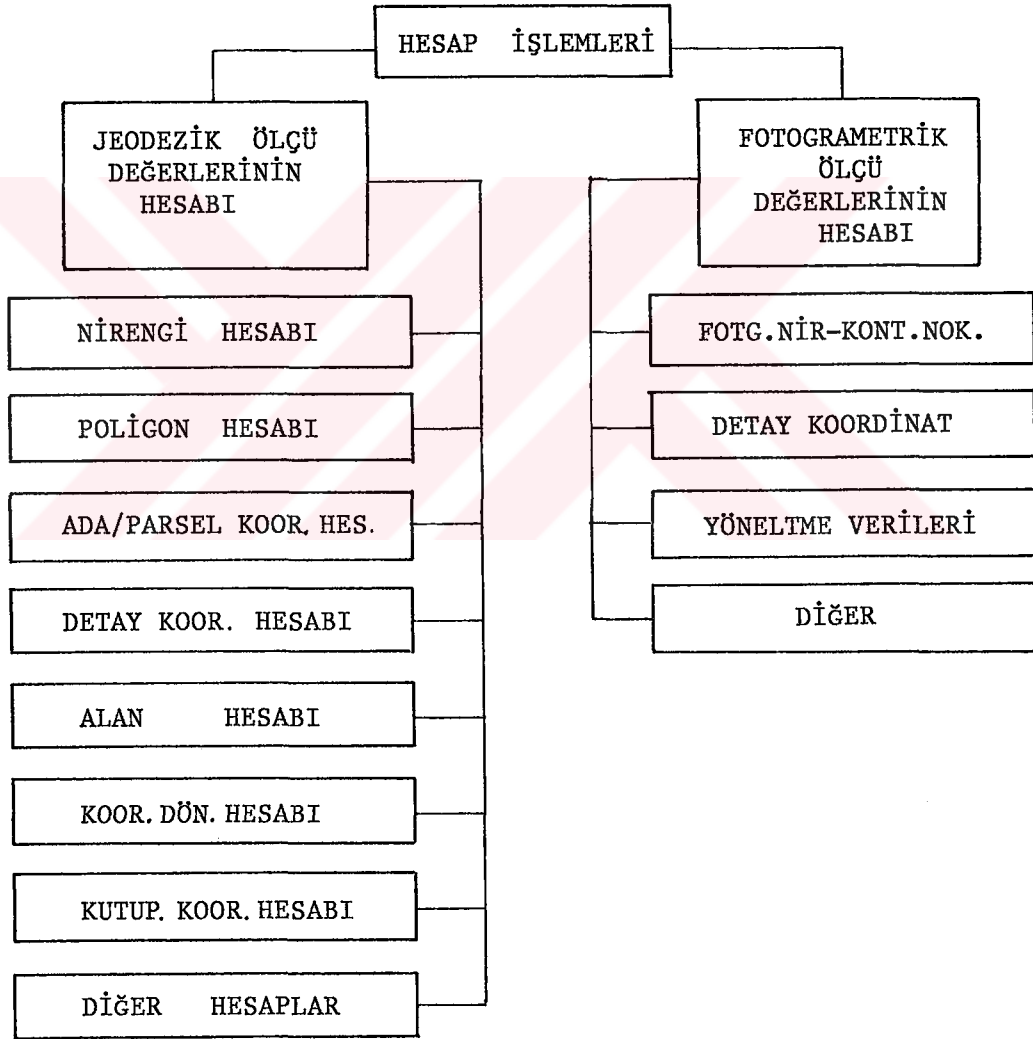 HESAP İŞLEMLERİ
JEODEZİK ÖLÇÜ
DEĞERLERİNİN
HESABI
NİRENGİ HESABI
POLİGON HESABI
ADA/PARSEL KOOR. HES.
DETAY KOOR. HESABI
ALAN HESABI
KOOR. DÖN. HESABI
KUTUP. KOOR. HESABI
DİĞER HESAPLAR
FOTOGRAMETRİK
ÖLÇÜ
DEĞERLERİNİN
HESABI
FOTG.NİR-KONT.NOK.
DETAY KOORDİNAT
YÖNELTME VERİLERİ
DİĞER